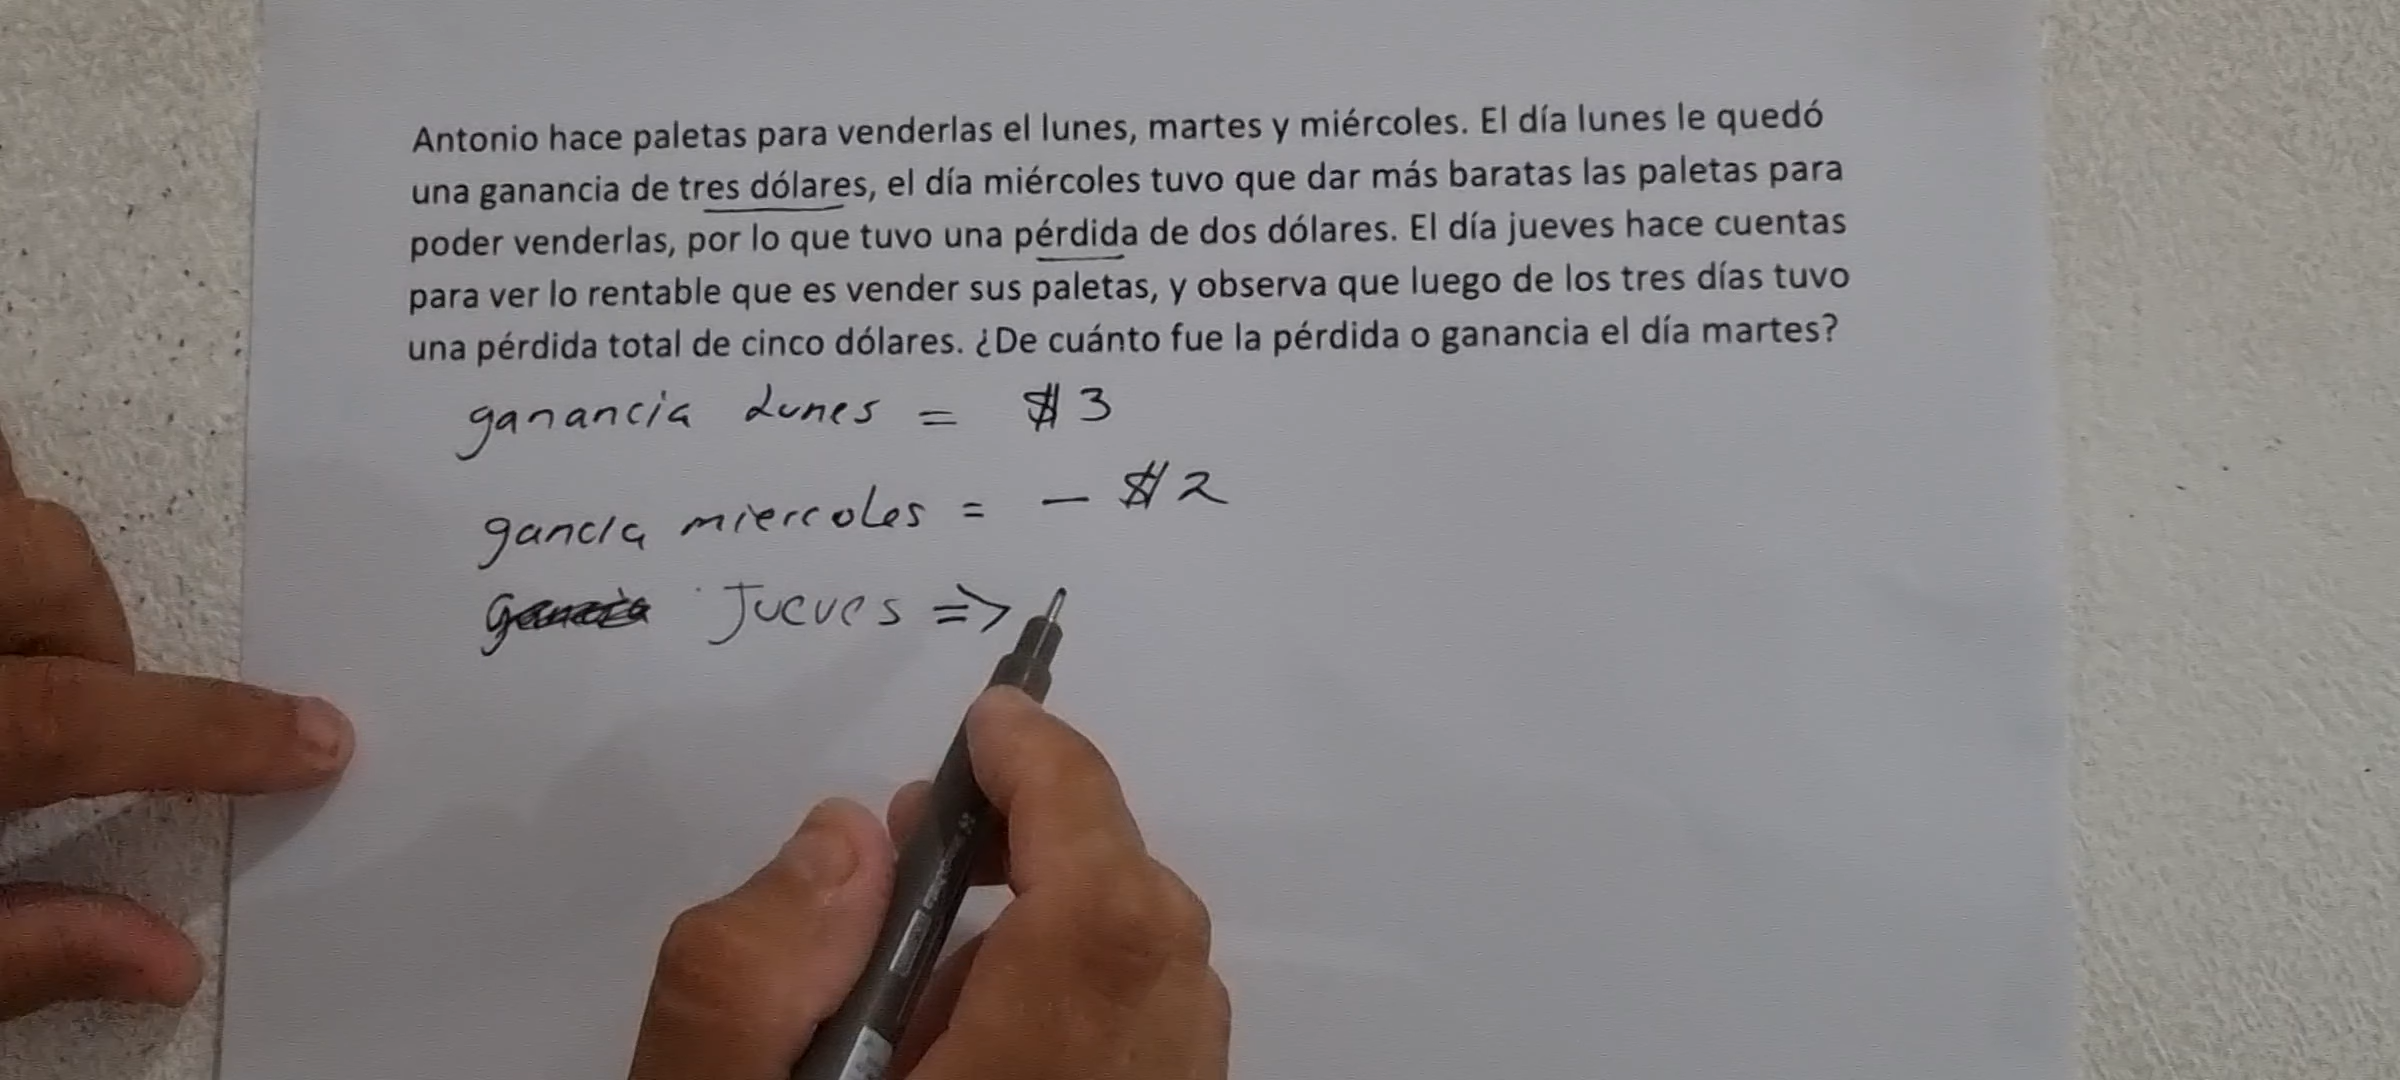 Antonio hace paletas para venderlas el lunes, martes y miércoles. El día lunes le quedó
una ganancia de tres dólares, el día miércoles tuvo que dar más baratas las paletas para
poder venderlas, por lo que tuvo una pérdida de dos dólares. El día jueves hace cuentas
para ver lo rentable que es vender sus paletas, y observa que luego de los tres días tuvo
una pérdida total de cinco dólares. ¿De cuánto fue la pérdida o ganancia el día martes?
ganancia Lunes = $3
gancia miercoles = - $2
Jueves =>